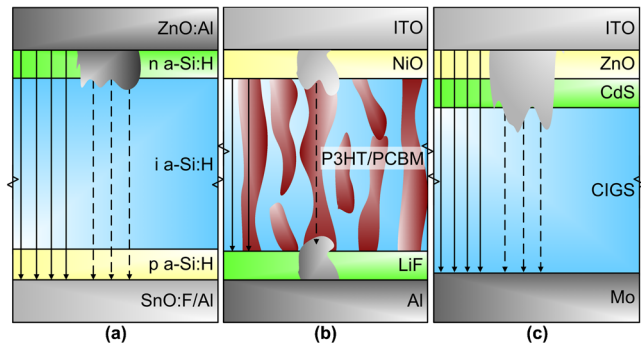 ZnO:Al
n a-Si:H
i a-Si:H
p a-Si:H
SnO:F/Al
(a)
ITO
NiO
P3HT/PCBM
LiF
Al
(b)
ITO
ZnO
CdS
CIGS
Mo
(c)